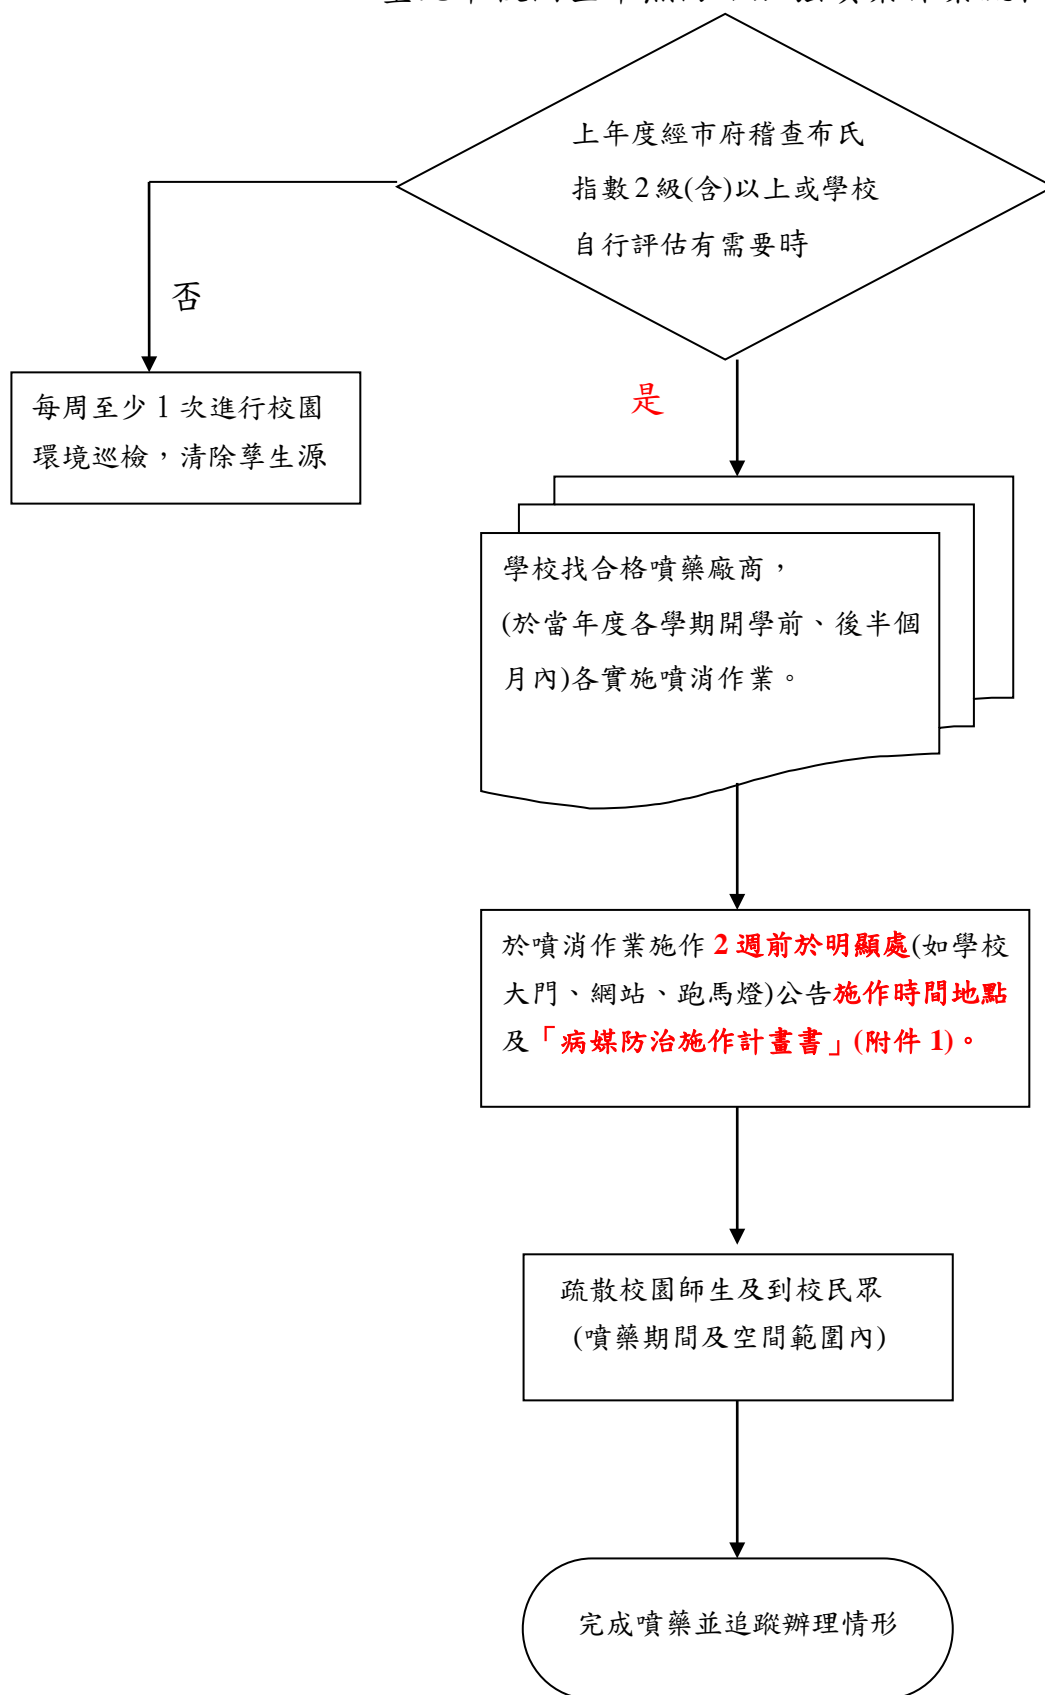 上年度經市府稽查布氏
指數2級(含)以上或學校
自行評估有需要時
否
是
每周至少1次進行校園
環境巡檢，清除孳生源
學校找合格噴藥廠商，
(於當年度各學期開學前、後半個
月內)各實施噴消作業。
於噴消作業施作2週前於明顯處(如學校
大門、網站、跑馬燈)公告施作時間地點
及「病媒防治施作計畫書」(附件1)。
疏散校園師生及到校民眾
(噴藥期間及空間範圍內)
完成噴藥並追蹤辦理情形